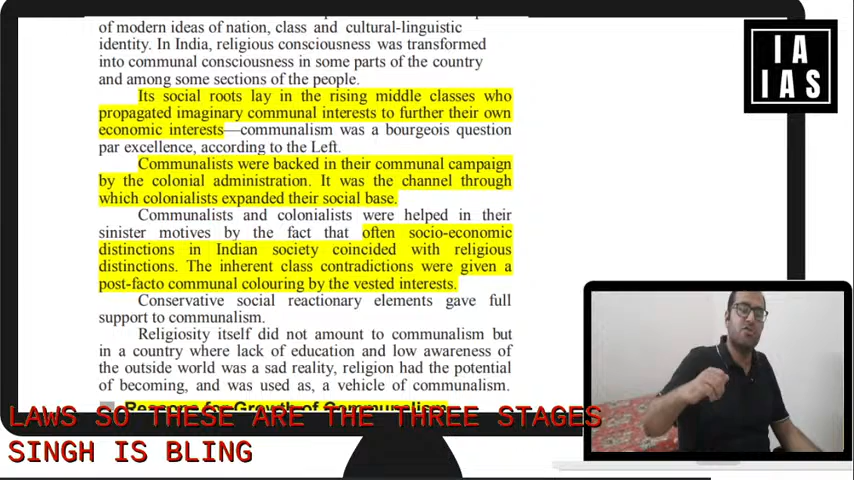 of modern ideas of nation, class and cultural-linguistic
identity. In India, religious consciousness was transformed
into communal consciousness in some parts of the country
and among some sections of the people.
Its social roots lay in the rising middle classes who
propagated imaginary communal interests to further their own
economic interests—communalism was a bourgeois question
par excellence, according to the Left.
Communalists were backed in their communal campaign
by the colonial administration. It was the channel through
which colonialists expanded their social base.
Communalists and colonialists were helped in their
sinister motives by the fact that often socio-economic
distinctions in Indian society coincided with religious
distinctions. The inherent class contradictions were given a
post-facto communal colouring by the vested interests.
Conservative social reactionary elements gave full
support to communalism.
Religiosity itself did not amount to communalism but
in a country where lack of education and low awareness of
the outside world was a sad reality, religion had the potential
of becoming, and was used as, a vehicle of communalism.
Reasons for Growth of Communalism
LAWS SO THESE ARE THE THREE STAGES
SINGH IS BLING
IA
IAS